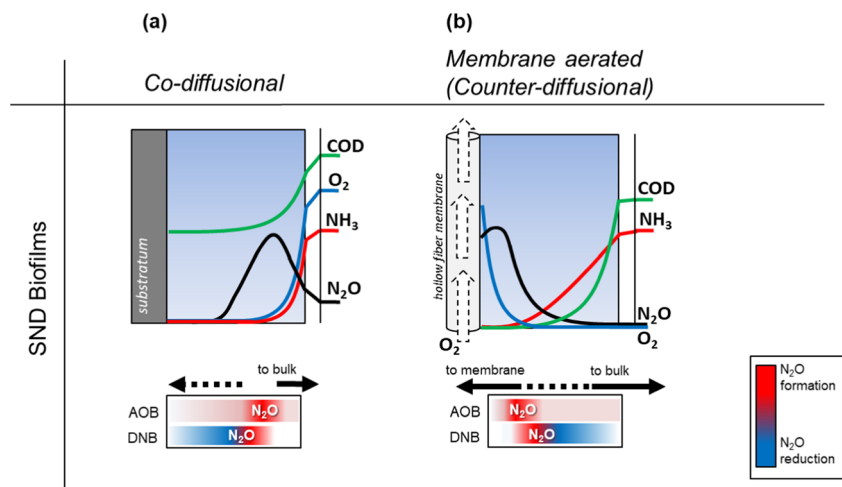 (a)
(b)
Co-diffusional
Membrane aerated
(Counter-diffusional)
SND Biofilms
substratum
COD
O₂
NH₃
N₂O
hollow fiber membrane
COD
NH₃
N₂O
O₂
O₂
to bulk
AOB
N₂O
DNB
N₂O
to membrane
to bulk
AOB
N₂O
DNB
N₂O
N₂O
formation
N₂O
reduction